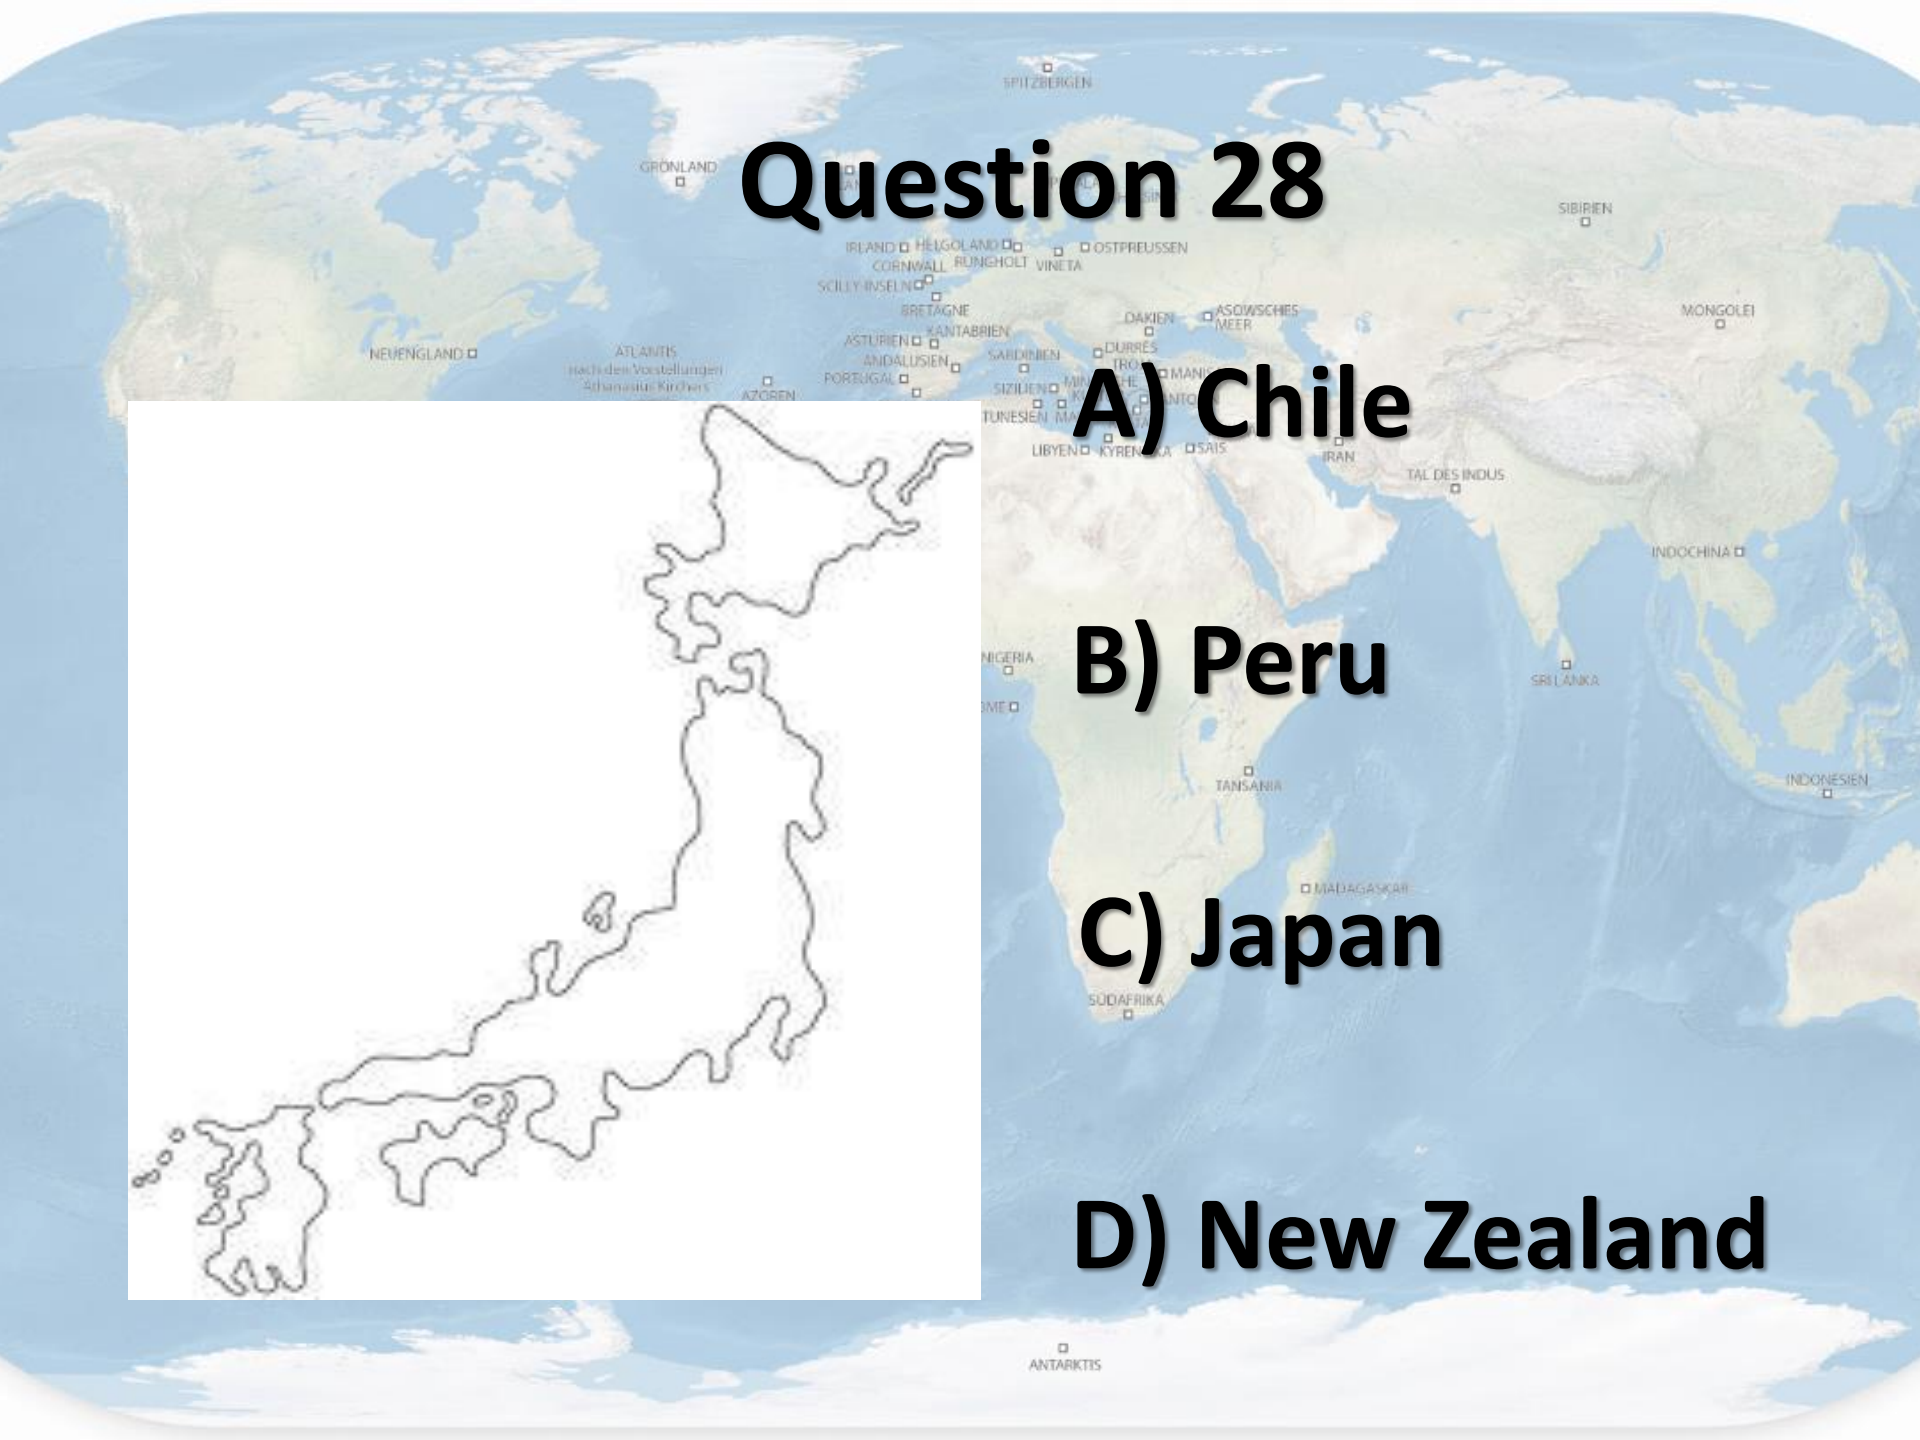 SPITZBERGEN
GRÖNLAND
Question 28
SIBIRIEN
IRLAND HELGOLAND OSTPREUSSEN
CORNWALL RUNGHOLT VINETA
SCILLY-INSELN
BRETAGNE
DAKIEN ASOWSCHES
MEER
MONGOLEI
KANTABRIEN
ASTURIEN
NEUENGLAND
ATLANTIS
nach den Vorstellungen
Athanasius Kirchers
SARDINIEN
DURRES
ANDALUSIEN
PORTUGAL
AZOREN
SIZILIEN
TUNESIEN
A) Chile
LIBYEN
SAIS
IRAN
TAL DES INDUS
INDOCHINA
B) Peru
NIGERIA
SRI LANKA
TANSANIA
INDONESIEN
MADAGASKAR
C) Japan
SÜDAFRIKA
D) New Zealand
ANTARKTIS